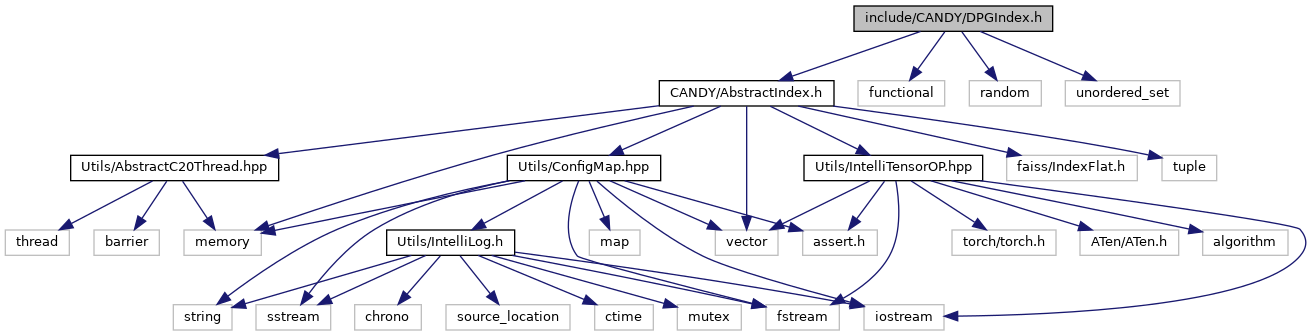 include/CANDY/DPGIndex.h
CANDY/AbstractIndex.h
functional
random
unordered_set
Utils/AbstractC20Thread.hpp
Utils/ConfigMap.hpp
Utils/IntelliTensorOP.hpp
faiss/IndexFlat.h
tuple
thread
barrier
memory
Utils/IntelliLog.h
map
vector
assert.h
torch/torch.h
ATen/ATen.h
algorithm
string
sstream
chrono
source_location
ctime
mutex
fstream
iostream